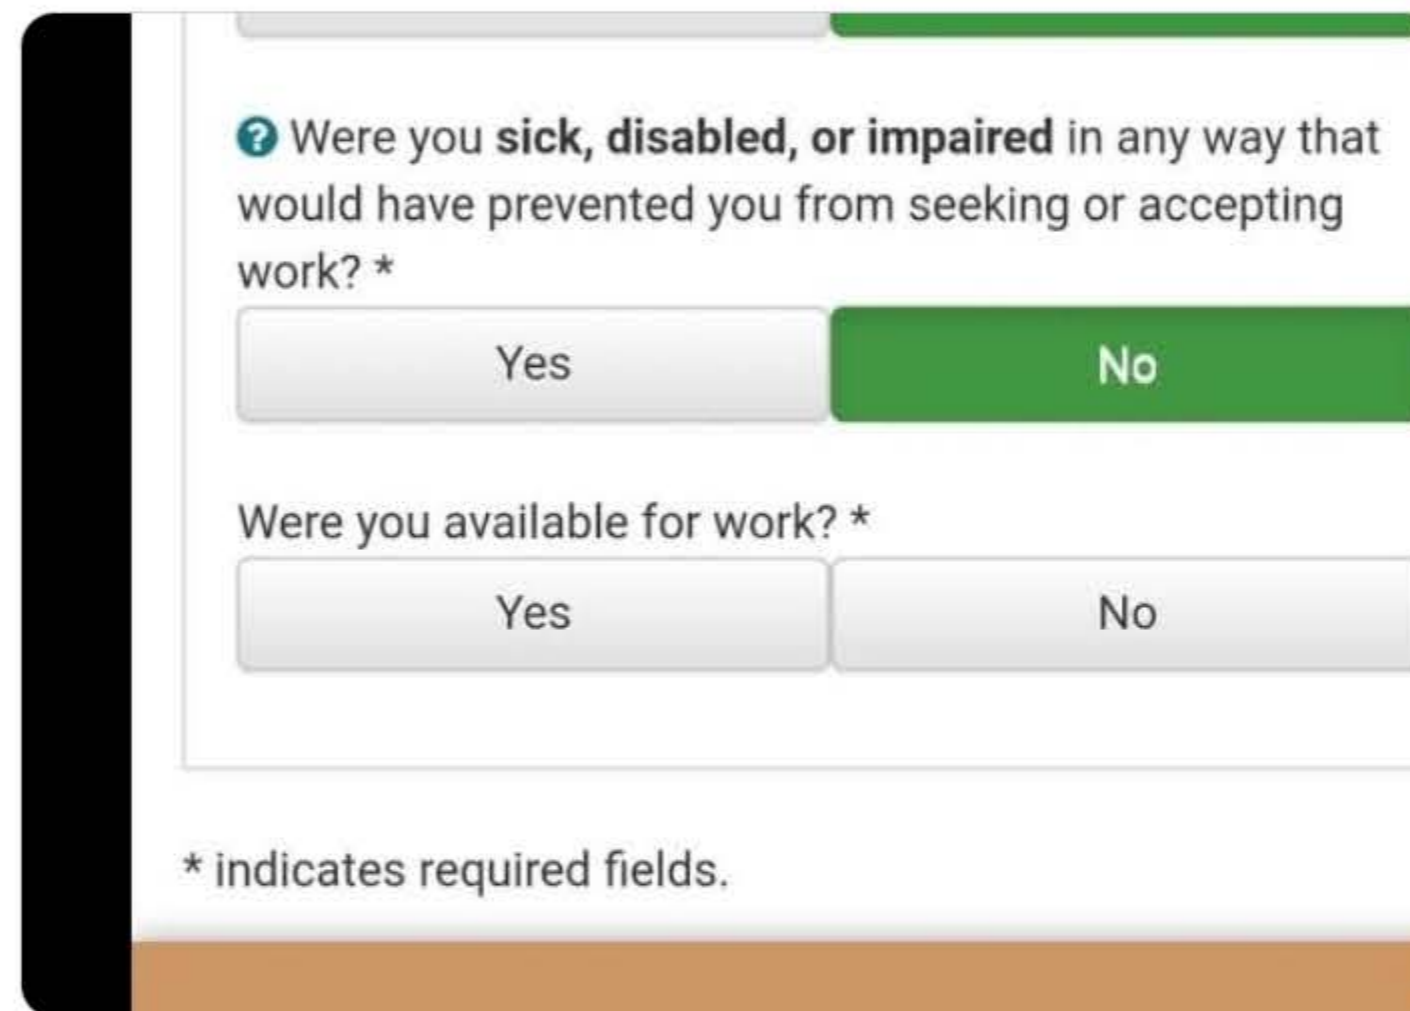 ? Were you sick, disabled, or impaired in any way that
would have prevented you from seeking or accepting
work? *
Yes No
Were you available for work? *
Yes No
* indicates required fields.